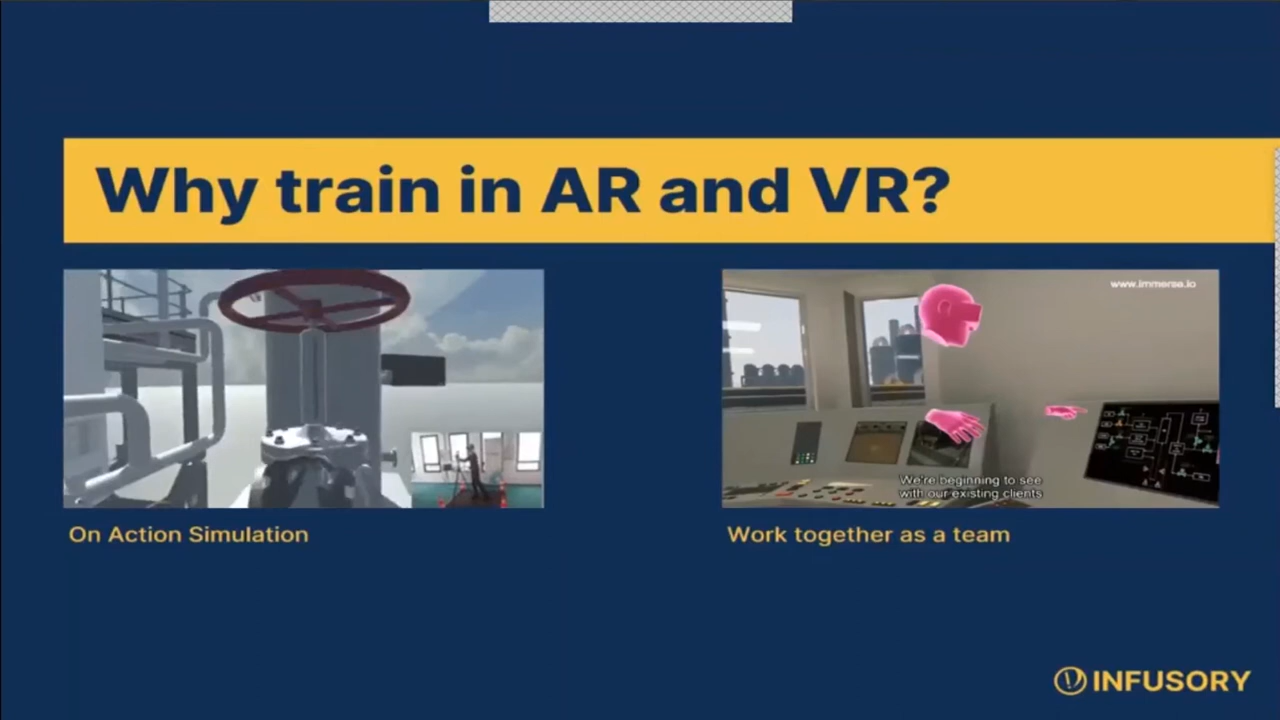 Why train in AR and VR?
www.immerse.io
We're beginning to see
with our existing clients
On Action Simulation
Work together as a team
INFUSORY